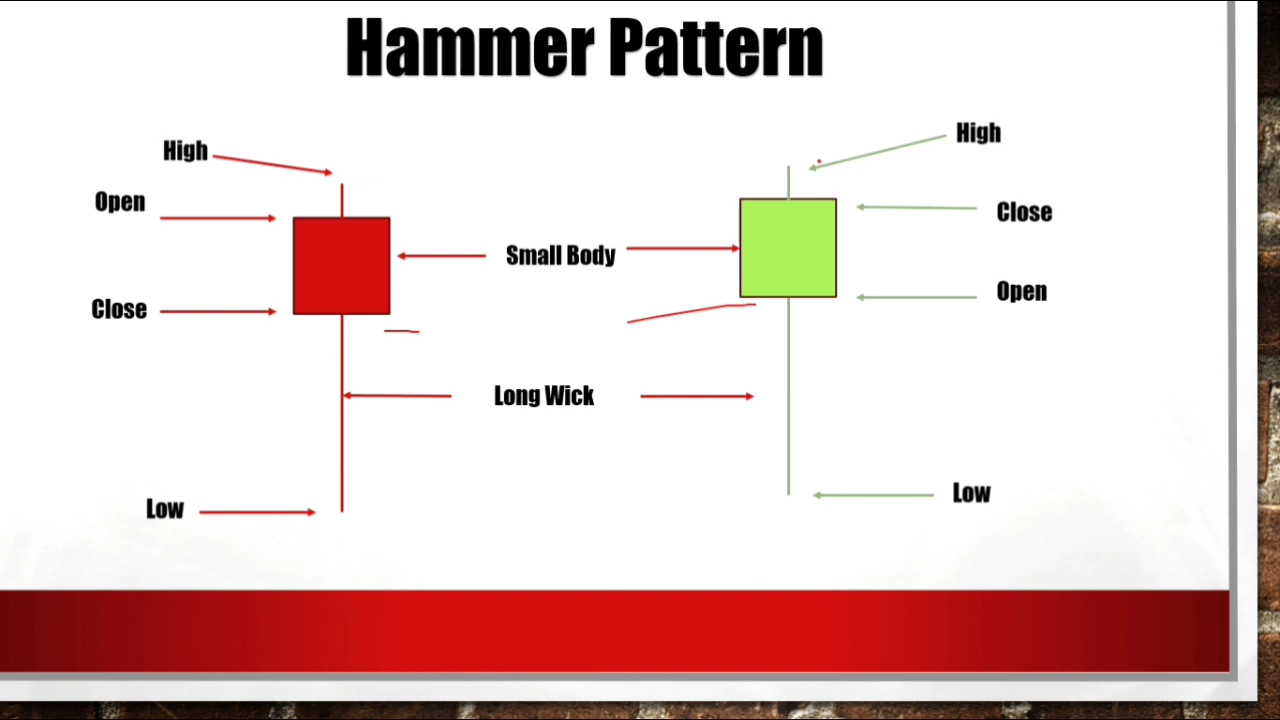 Hammer Pattern
High
High
Open
Close
Small Body
Open
Close
Long Wick
Low
Low